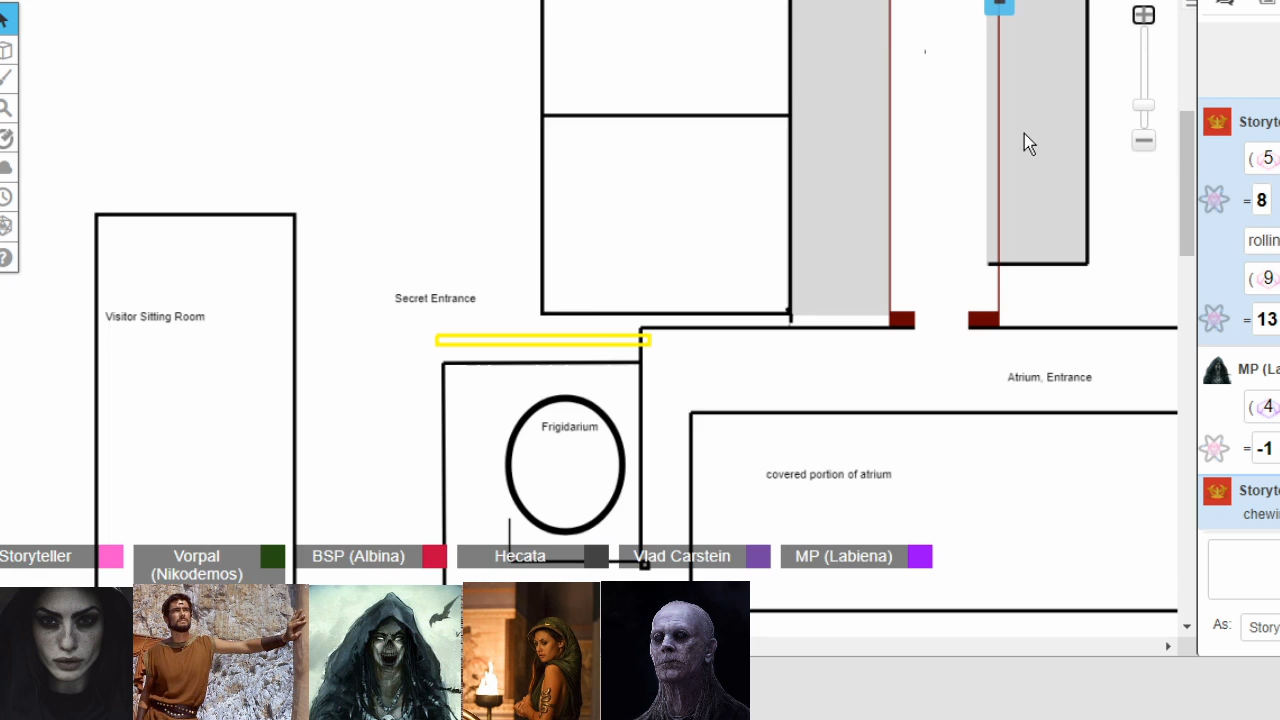 Secret Entrance
Visitor Sitting Room
Frigidarium
Atrium, Entrance
covered portion of atrium
Storyteller
Vorpal
(Nikodemos)
BSP (Albina)
Hecata
Vlad Carstein
MP (Labiena)
Storyte
( 5
= 8
rollin
( 9
= 13
MP (La
( 4
= -1
Storyte
chewin
As:
Story